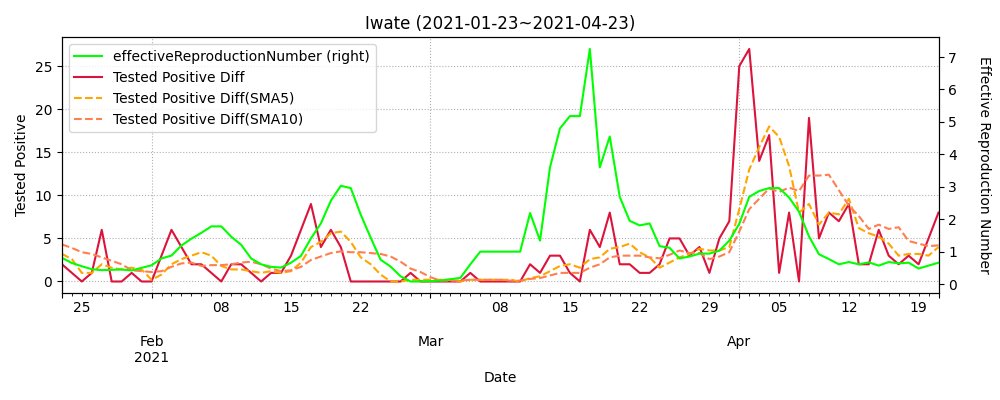 Iwate (2021-01-23~2021-04-23)
effectiveReproductionNumber (right)
Tested Positive Diff
Tested Positive Diff(SMA5)
Tested Positive Diff(SMA10)
Tested Positive
25
20
15
10
5
0
Effective Reproduction Number
7
6
5
4
3
2
1
0
25 08 15 22 08 15 22 29 05 12 19
Feb Mar Apr
2021
Date